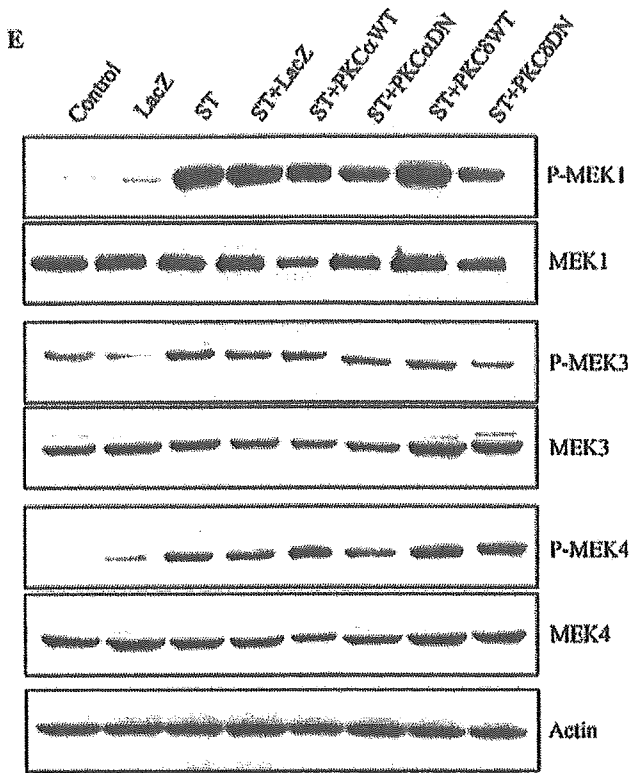 E
Control
LacZ
ST
ST+LacZ
ST+PKCαWT
ST+PKCαDN
ST+PKCδWT
ST+PKCδDN
P-MEK1
MEK1
P-MEK3
MEK3
P-MEK4
MEK4
Actin